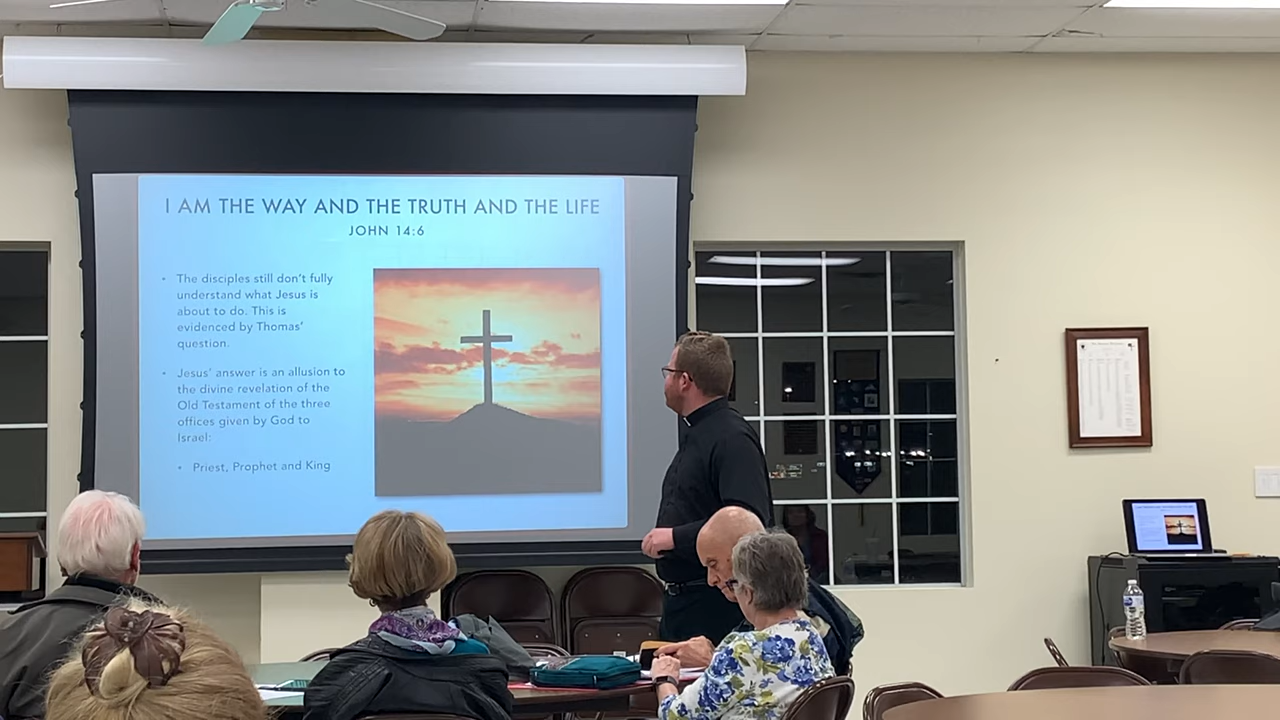 I AM THE WAY AND THE TRUTH AND THE LIFE
JOHN 14:6
• The disciples still don't fully
understand what Jesus is
about to do. This is
evidenced by Thomas'
question.
• Jesus' answer is an allusion to
the divine revelation of the
Old Testament of the three
offices given by God to
Israel:
• Priest, Prophet and King